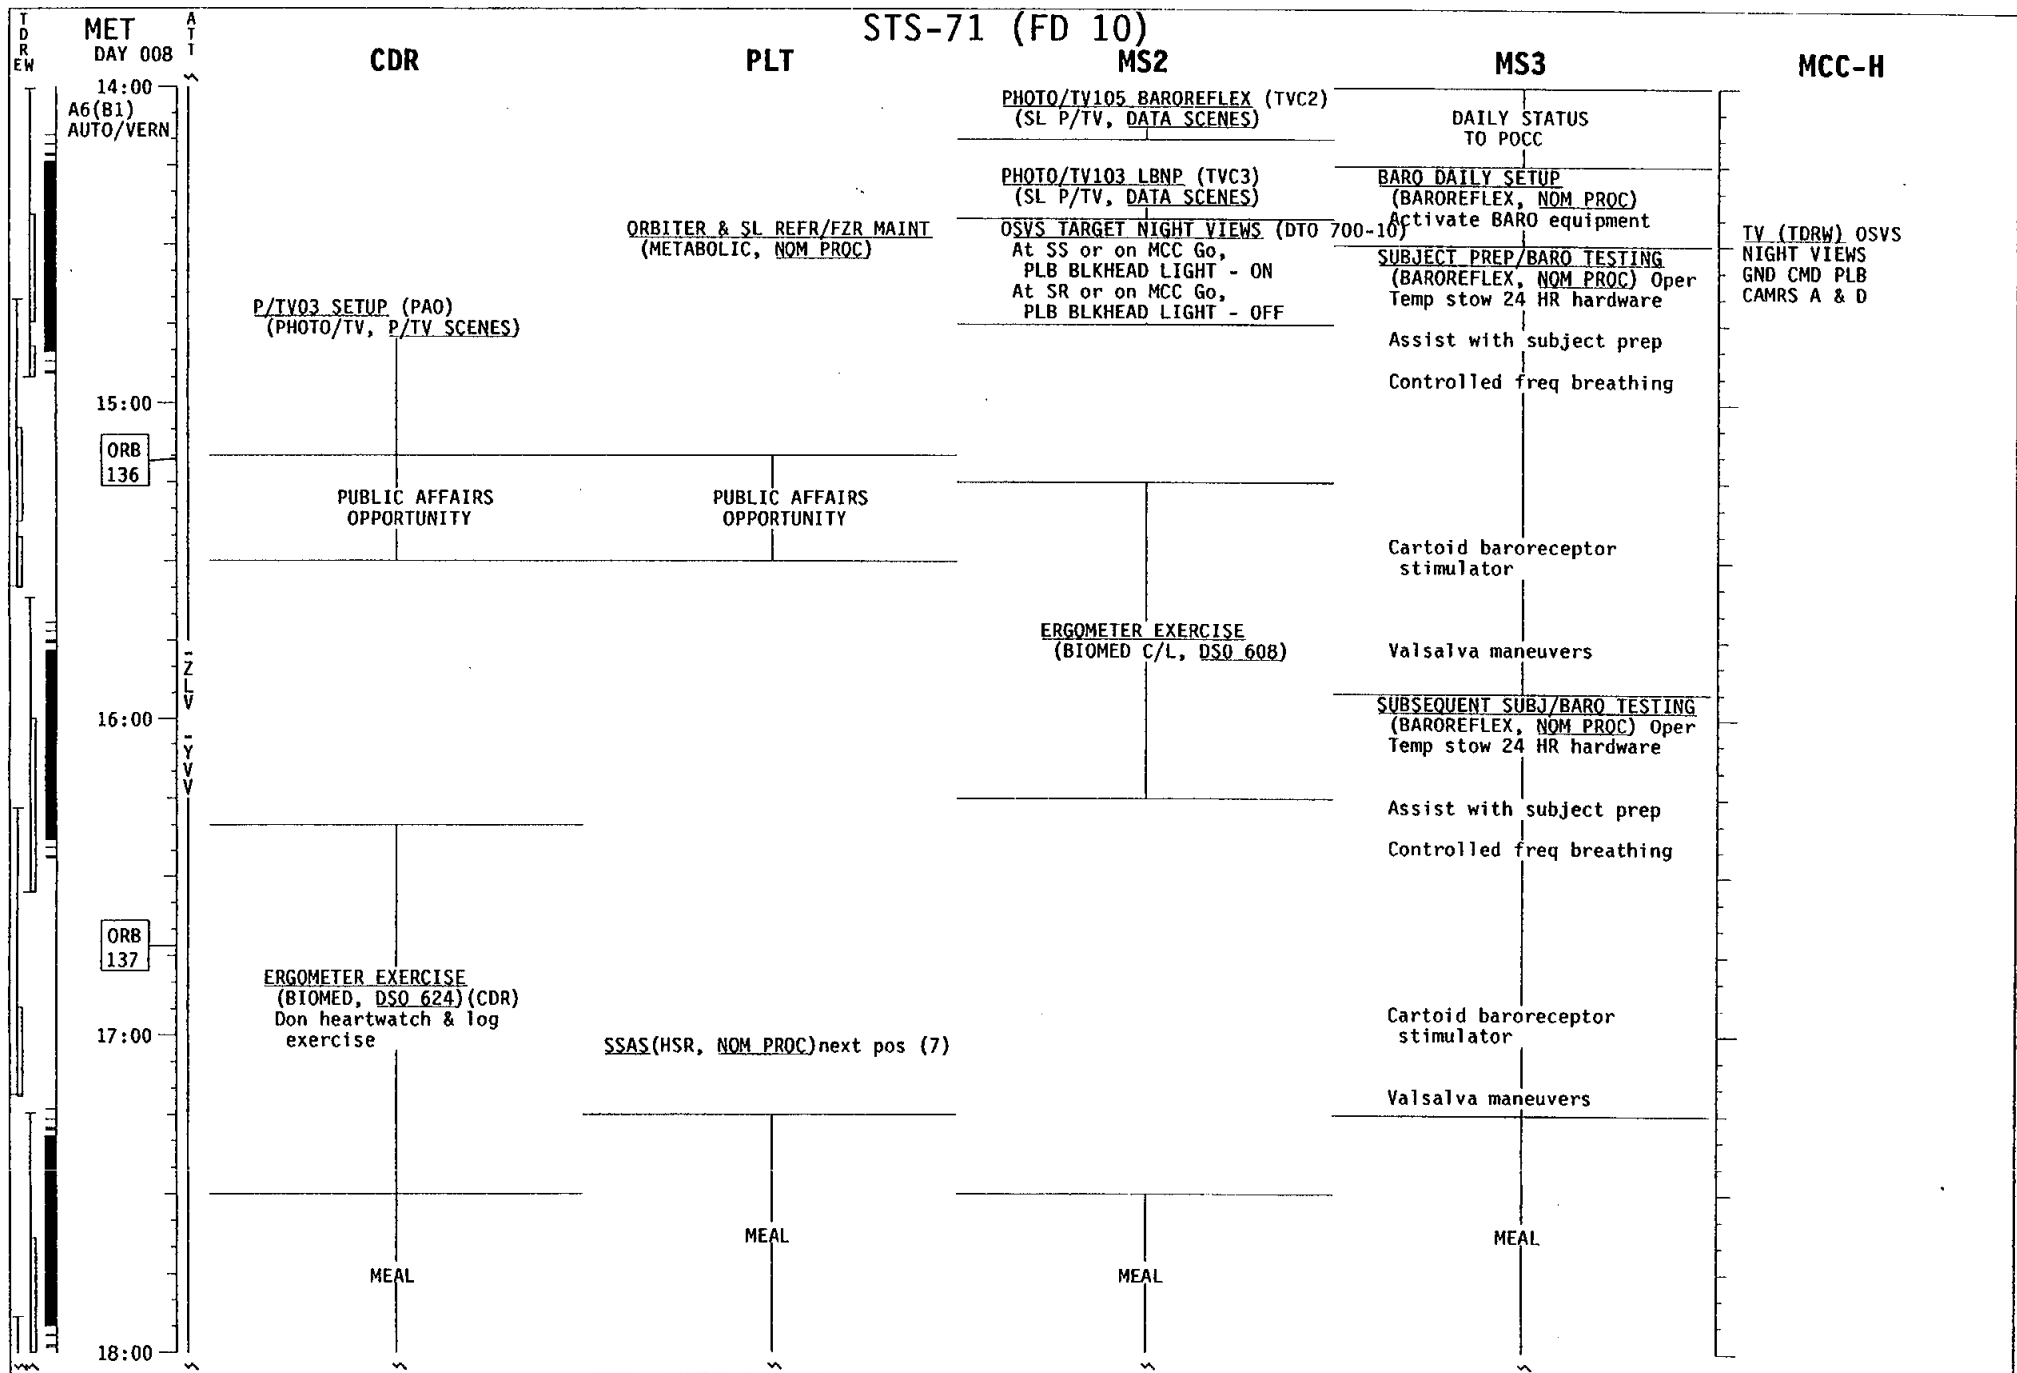 STS-71 (FD 10)
TDRE W
MET
DAY 008
ATT
CDR
PLT
MS2
MS3
MCC-H
14:00
A6(B1)
AUTO/VERN
15:00
ORB
136
-ZLV -YVV
16:00
ORB
137
17:00
18:00
P/TV03 SETUP (PAO)
(PHOTO/TV, P/TV SCENES)
PUBLIC AFFAIRS
OPPORTUNITY
ERGOMETER EXERCISE
(BIOMED, DSO 624)(CDR)
Don heartwatch & log
exercise
MEAL
ORBITER & SL REFR/FZR MAINT
(METABOLIC, NOM PROC)
PUBLIC AFFAIRS
OPPORTUNITY
SSAS(HSR, NOM PROC)next pos (7)
MEAL
PHOTO/TV105 BAROREFLEX (TVC2)
(SL P/TV, DATA SCENES)
PHOTO/TV103 LBNP (TVC3)
(SL P/TV, DATA SCENES)
OSVS TARGET NIGHT VIEWS (DTO 700-10)
At SS or on MCC Go,
PLB BLKHEAD LIGHT - ON
At SR or on MCC Go,
PLB BLKHEAD LIGHT - OFF
ERGOMETER EXERCISE
(BIOMED C/L, DSO 608)
MEAL
DAILY STATUS
TO POCC
BARO DAILY SETUP
(BAROREFLEX, NOM PROC)
Activate BARO equipment
SUBJECT PREP/BARO TESTING
(BAROREFLEX, NOM PROC) Oper
Temp stow 24 HR hardware
Assist with subject prep
Controlled freq breathing
Cartoid baroreceptor
stimulator
Valsalva maneuvers
SUBSEQUENT SUBJ/BARO TESTING
(BAROREFLEX, NOM PROC) Oper
Temp stow 24 HR hardware
Assist with subject prep
Controlled freq breathing
Cartoid baroreceptor
stimulator
Valsalva maneuvers
MEAL
TV (TDRW) OSVS
NIGHT VIEWS
GND CMD PLB
CAMRS A & D